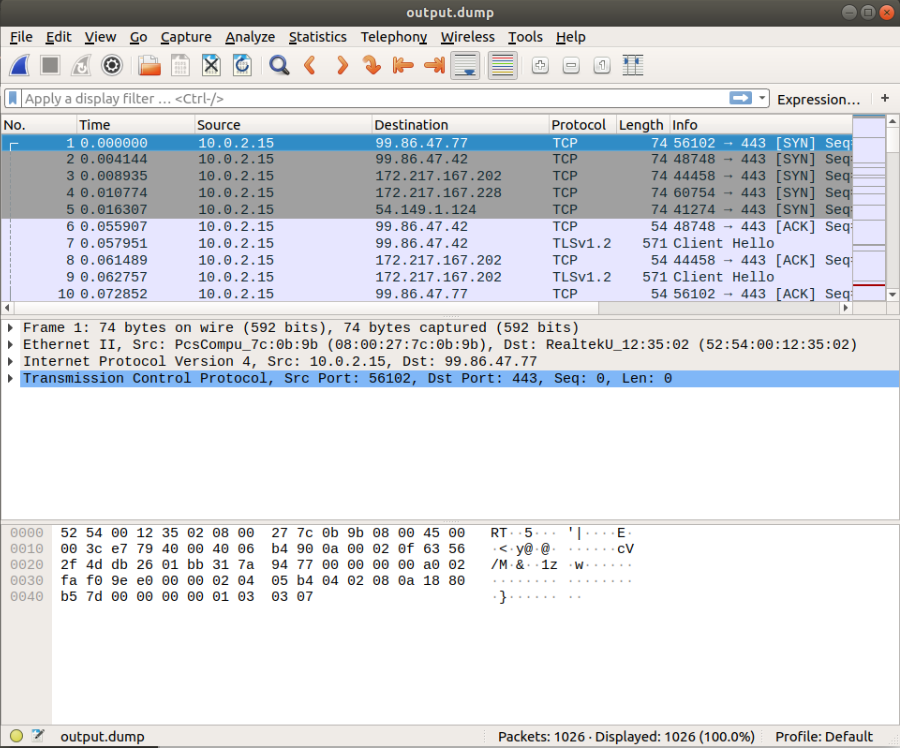 output.dump
File Edit View Go Capture Analyze Statistics Telephony Wireless Tools Help
Apply a display filter … <Ctrl-/> Expression… +
No. Time Source Destination Protocol Length Info
1 0.000000 10.0.2.15 99.86.47.77 TCP 74 56102 → 443 [SYN] Seq=
2 0.004144 10.0.2.15 99.86.47.42 TCP 74 48748 → 443 [SYN] Seq=
3 0.008935 10.0.2.15 172.217.167.202 TCP 74 44458 → 443 [SYN] Seq=
4 0.010774 10.0.2.15 172.217.167.228 TCP 74 60754 → 443 [SYN] Seq=
5 0.016307 10.0.2.15 54.149.1.124 TCP 74 41274 → 443 [SYN] Seq=
6 0.055907 10.0.2.15 99.86.47.42 TCP 54 48748 → 443 [ACK] Seq=
7 0.057951 10.0.2.15 99.86.47.42 TLSv1.2 571 Client Hello
8 0.061489 10.0.2.15 172.217.167.202 TCP 54 44458 → 443 [ACK] Seq=
9 0.062757 10.0.2.15 172.217.167.202 TLSv1.2 571 Client Hello
10 0.072852 10.0.2.15 99.86.47.77 TCP 54 56102 → 443 [ACK] Seq=
Frame 1: 74 bytes on wire (592 bits), 74 bytes captured (592 bits)
Ethernet II, Src: PcsCompu_7c:0b:9b (08:00:27:7c:0b:9b), Dst: RealtekU_12:35:02 (52:54:00:12:35:02)
Internet Protocol Version 4, Src: 10.0.2.15, Dst: 99.86.47.77
Transmission Control Protocol, Src Port: 56102, Dst Port: 443, Seq: 0, Len: 0
0000 52 54 00 12 35 02 08 00 27 7c 0b 9b 08 00 45 00 RT··5··· '|····E·
0010 00 3c e7 79 40 00 40 06 b4 90 0a 00 02 0f 63 56 ·<·y@·@· ······cV
0020 2f 4d db 26 01 bb 31 7a 94 77 00 00 00 00 a0 02 /M·&··1z ·w······
0030 fa f0 9e e0 00 00 02 04 05 b4 04 02 08 0a 18 80 ········ ········
0040 b5 7d 00 00 00 00 01 03 03 07 ·}······ ··
output.dump Packets: 1026 · Displayed: 1026 (100.0%) Profile: Default